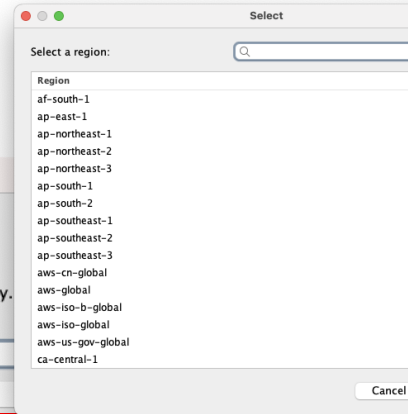 Select
Select a region:
Region
af-south-1
ap-east-1
ap-northeast-1
ap-northeast-2
ap-northeast-3
ap-south-1
ap-south-2
ap-southeast-1
ap-southeast-2
ap-southeast-3
aws-cn-global
aws-global
y.
aws-iso-b-global
aws-iso-global
aws-us-gov-global
ca-central-1
Cancel